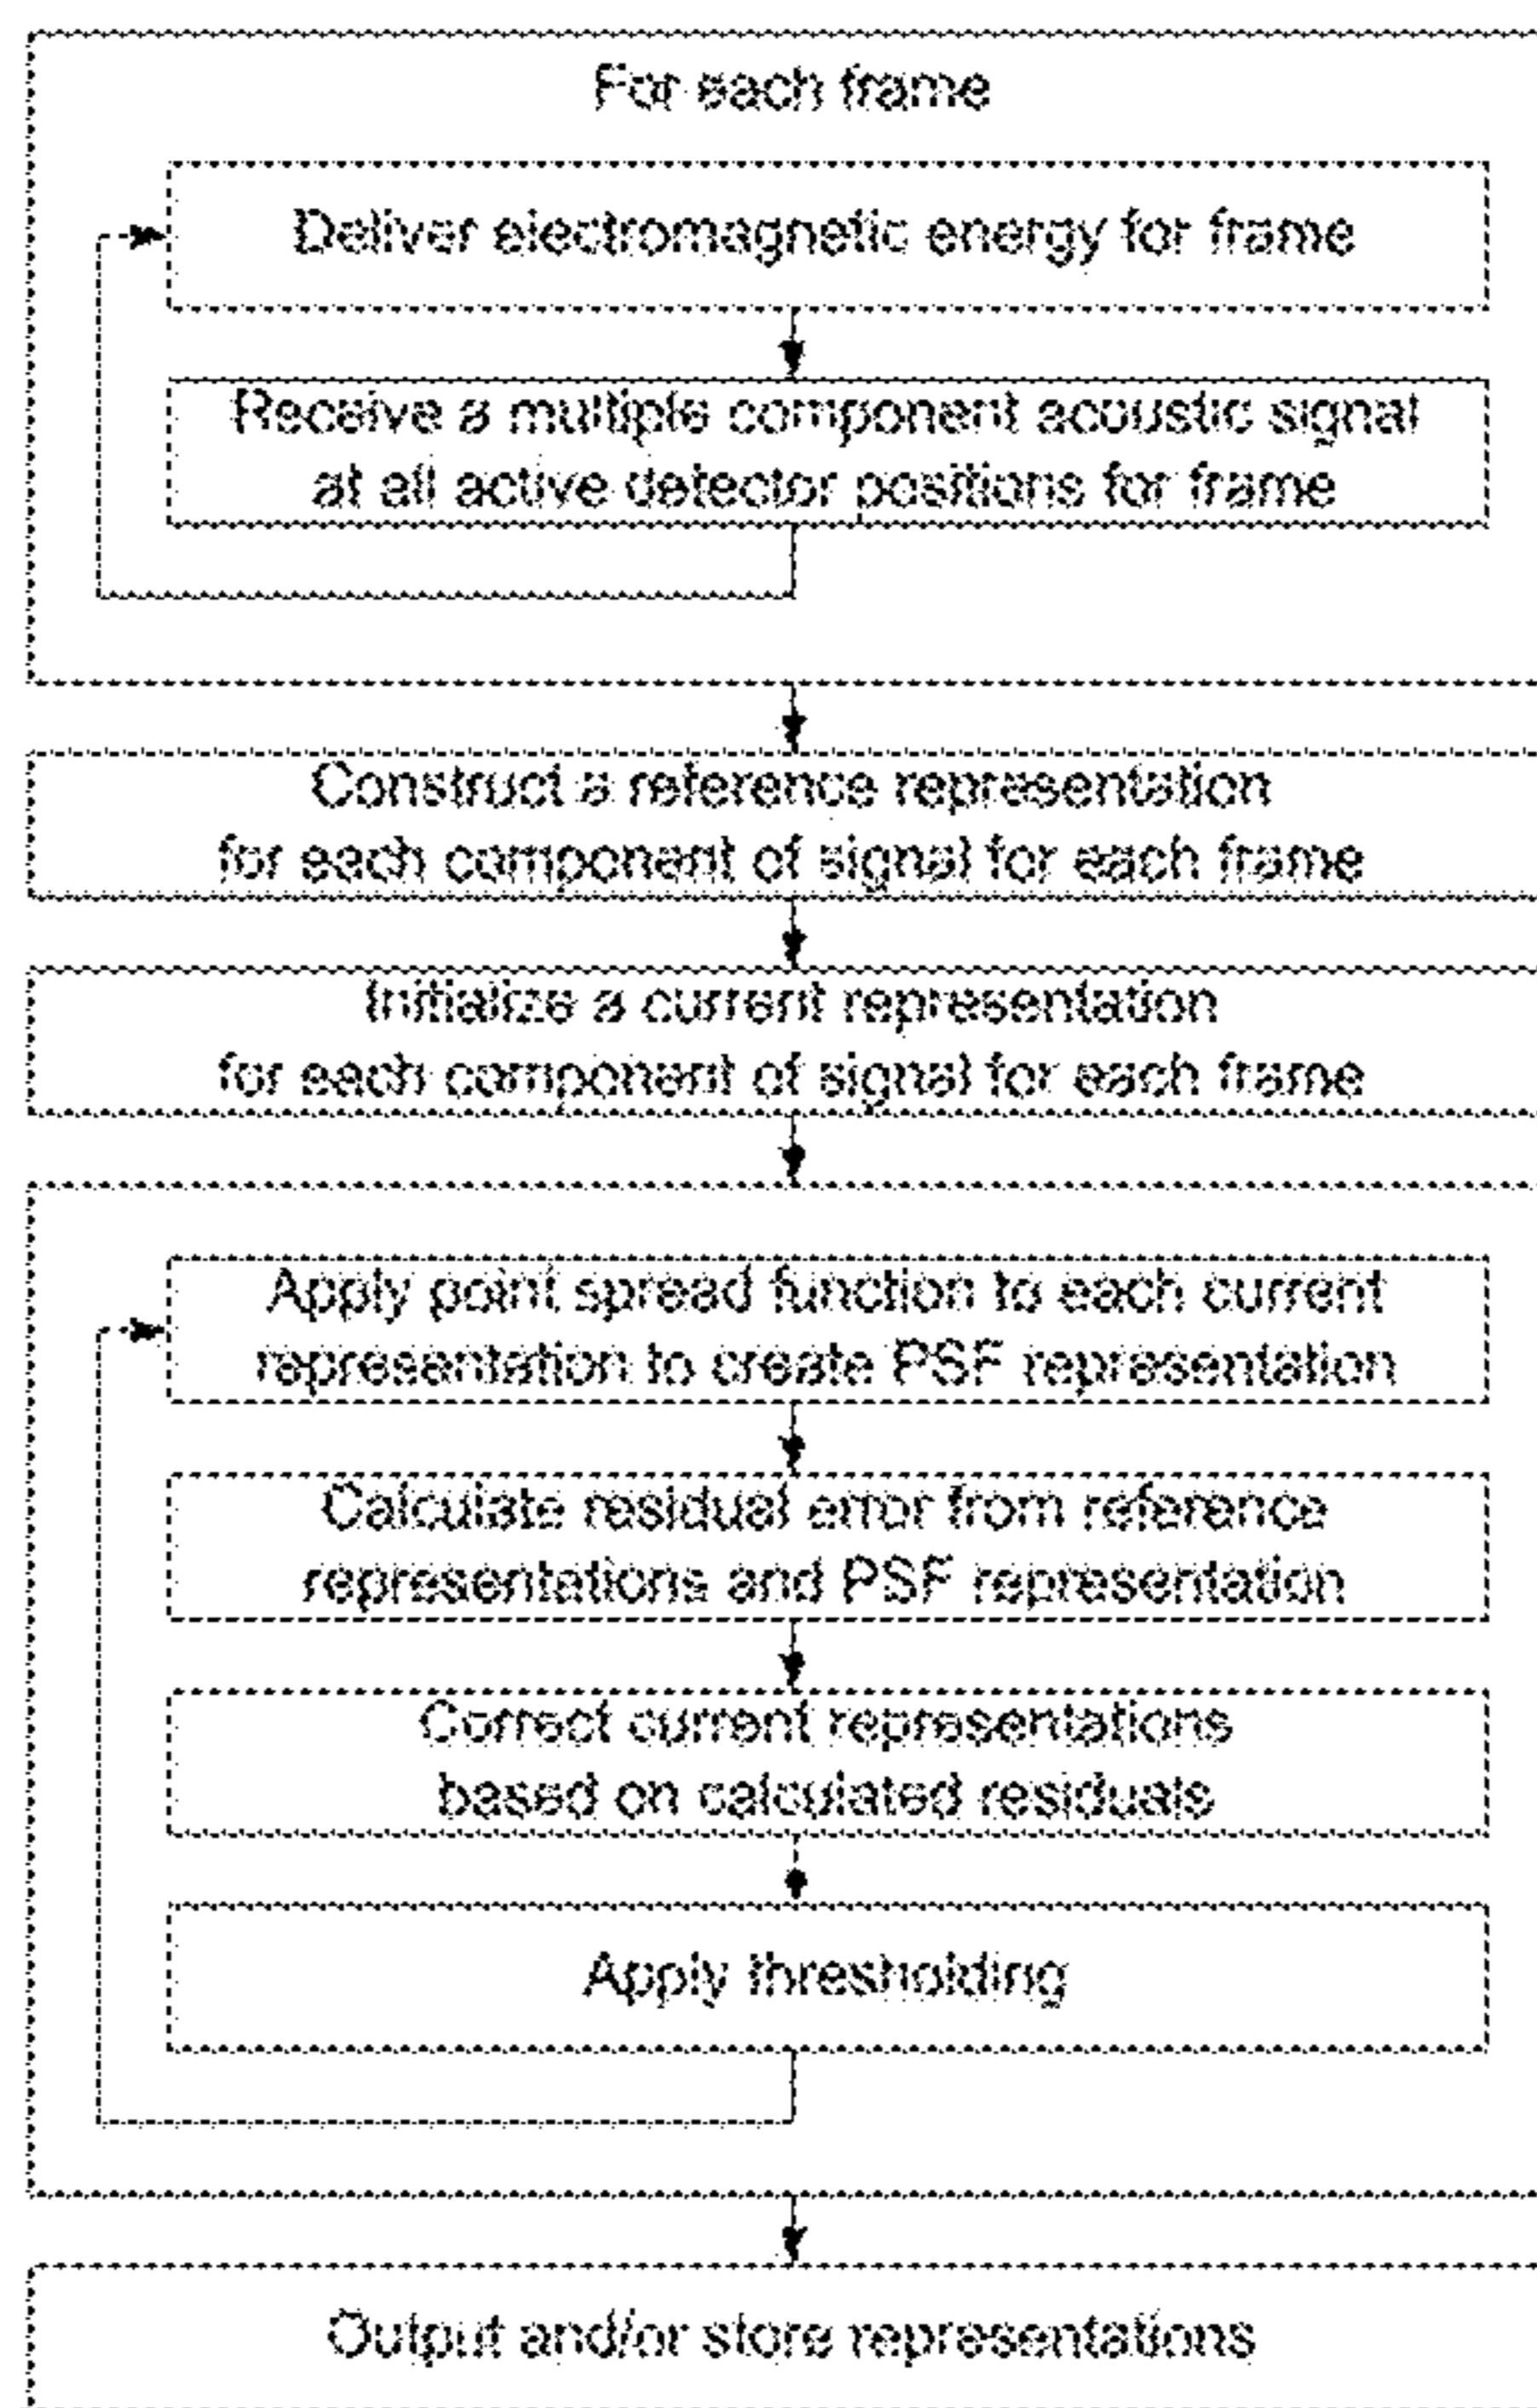 For each frame
Deliver electromagnetic energy for frame
Receive a multiple component acoustic signal
at all active detector positions for frame
Construct a reference representation
for each component of signal for each frame
Initialize a current representation
for each component of signal for each frame
Apply point spread function to each current
representation to create PSF representation
Calculate residual error from reference
representations and PSF representation
Correct current representations
based on calculated residuals
Apply thresholding
Output and/or store representations